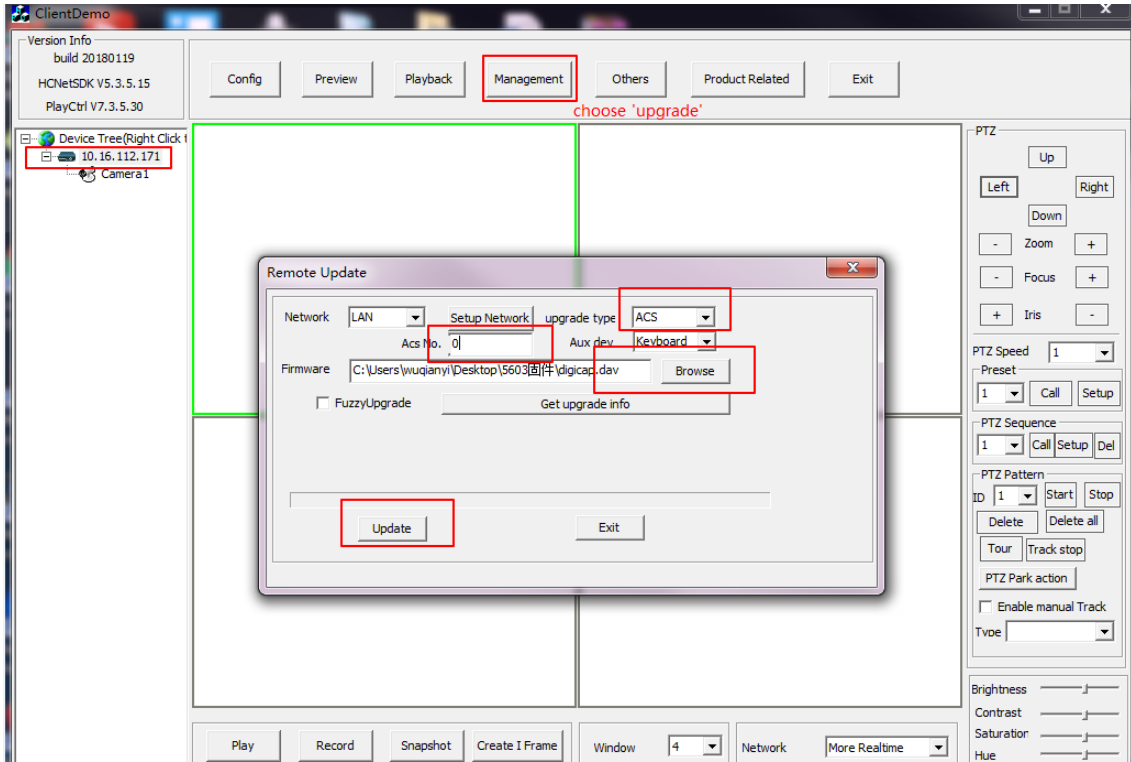 ClientDemo
Version Info
build 20180119
HCNetSDK V5.3.5.15
PlayCtrl V7.3.5.30
Config Preview Playback Management Others Product Related Exit
choose 'upgrade'
Device Tree(Right Click t
10.16.112.171
Camera1
PTZ
Up
Left Right
Down
- Zoom +
- Focus +
+ Iris -
PTZ Speed 1
Preset
1 Call Setup
PTZ Sequence
1 Call Setup Del
PTZ Pattern
ID 1 Start Stop
Delete Delete all
Tour Track stop
PTZ Park action
Enable manual Track
Type
Brightness
Contrast
Saturation
Hue
Remote Update
Network LAN Setup Network upgrade type ACS
Acs No. 0 Aux dev Keyboard
Firmware C:\Users\wuqianyi\Desktop\5603固件\digicap.dav Browse
FuzzyUpgrade Get upgrade info
Update Exit
Play Record Snapshot Create I Frame Window 4 Network More Realtime